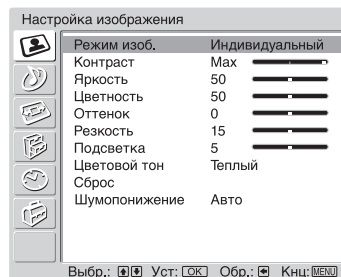 Настройка изображения
Режим изоб. Индивидуальный
Контраст Max
Яркость 50
Цветность 50
Оттенок 0
Резкость 15
Подсветка 5
Цветовой тон Теплый
Сброс
Шумопонижение Авто
Выбр.: Уст: OK Обр.: Кнц: MENU